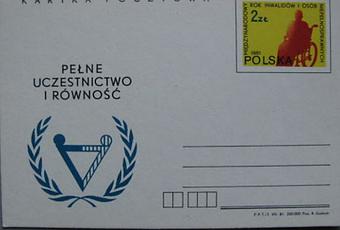 KARTKA POCZTOWA
MIĘDZYNARODOWY ROK INWALIDÓW I OSÓB NIEPEŁNOSPRAWNYCH
2 ZŁ
1981
POLSKA
PEŁNE
UCZESTNICTWO
I RÓWNOŚĆ